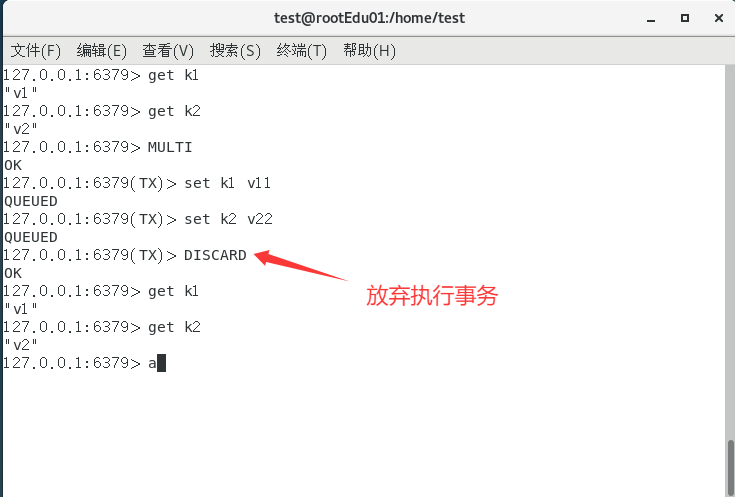 test@rootEdu01:/home/test
文件(F) 编辑(E) 查看(V) 搜索(S) 终端(T) 帮助(H)
127.0.0.1:6379> get k1
"v1"
127.0.0.1:6379> get k2
"v2"
127.0.0.1:6379> MULTI
OK
127.0.0.1:6379(TX)> set k1 v11
QUEUED
127.0.0.1:6379(TX)> set k2 v22
QUEUED
127.0.0.1:6379(TX)> DISCARD
OK
放弃执行事务
127.0.0.1:6379> get k1
"v1"
127.0.0.1:6379> get k2
"v2"
127.0.0.1:6379> a